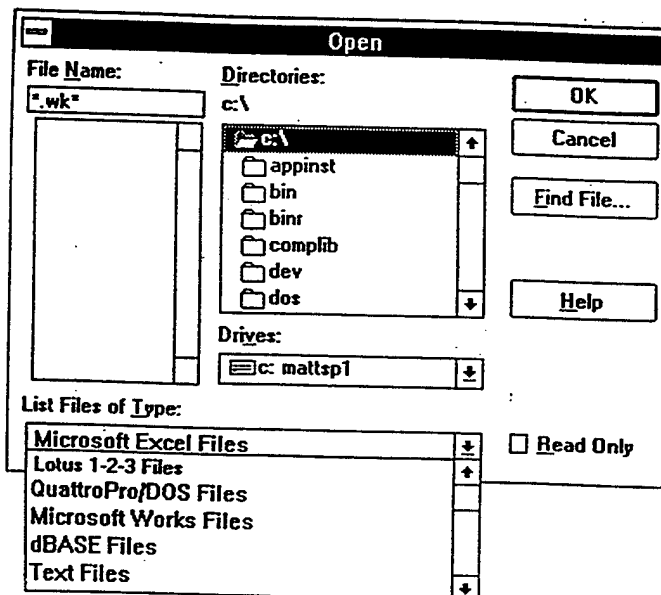 Open
File Name:
*.wk*
Directories:
c:\
c:\
appinst
bin
binr
complib
dev
dos
Drives:
c: mattsp1
OK
Cancel
Find File...
Help
List Files of Type:
Microsoft Excel Files
Lotus 1-2-3 Files
QuattroPro/DOS Files
Microsoft Works Files
dBASE Files
Text Files
Read Only